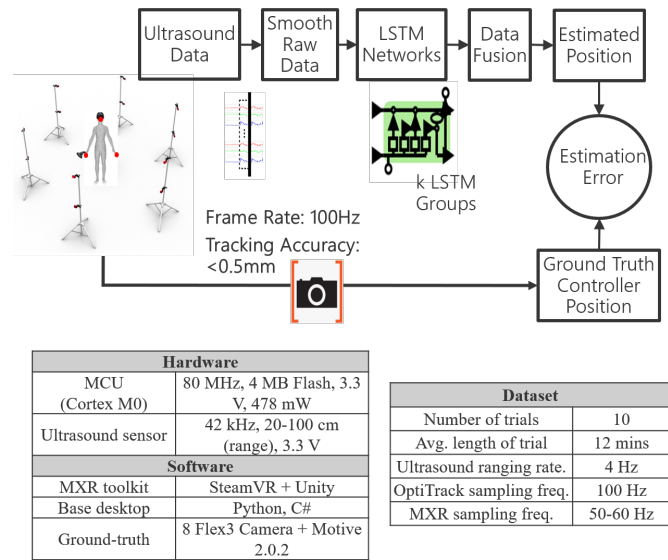 Ultrasound
Data
Smooth
Raw
Data
LSTM
Networks
Data
Fusion
Estimated
Position
k LSTM
Groups
Estimation
Error
Frame Rate: 100Hz
Tracking Accuracy:
<0.5mm
Ground Truth
Controller
Position
Hardware
MCU
(Cortex M0)
80 MHz, 4 MB Flash, 3.3
V, 478 mW
Ultrasound sensor
42 kHz, 20-100 cm
(range), 3.3 V
Software
MXR toolkit
SteamVR + Unity
Base desktop
Python, C#
Ground-truth
8 Flex3 Camera + Motive
2.0.2
Dataset
Number of trials
10
Avg. length of trial
12 mins
Ultrasound ranging rate.
4 Hz
OptiTrack sampling freq.
100 Hz
MXR sampling freq.
50-60 Hz